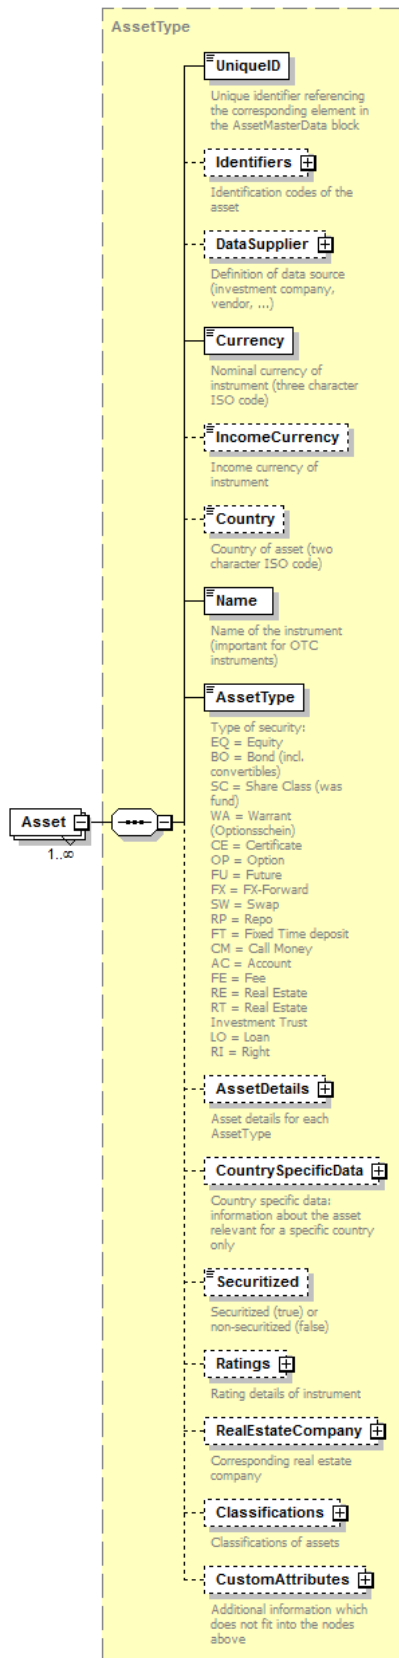 AssetType
UniqueID
Unique identifier referencing
the corresponding element in
the AssetMasterData block
Identifiers
Identification codes of the
asset
DataSupplier
Definition of data source
(investment company,
vendor, ...)
Currency
Nominal currency of
instrument (three character
ISO code)
IncomeCurrency
Income currency of
instrument
Country
Country of asset (two
character ISO code)
Name
Name of the instrument
(important for OTC
instruments)
AssetType
Type of security:
EQ = Equity
BO = Bond (incl.
convertibles)
SC = Share Class (was
fund)
WA = Warrant
(Optionsschein)
CE = Certificate
OP = Option
FU = Future
FX = FX-Forward
SW = Swap
RP = Repo
FT = Fixed Time deposit
CM = Call Money
AC = Account
FE = Fee
RE = Real Estate
RT = Real Estate
Investment Trust
LO = Loan
RI = Right
Asset
1..∞
AssetDetails
Asset details for each
AssetType
CountrySpecificData
Country specific data:
information about the asset
relevant for a specific country
only
Securitized
Securitized (true) or
non-securitized (false)
Ratings
Rating details of instrument
RealEstateCompany
Corresponding real estate
company
Classifications
Classifications of assets
CustomAttributes
Additional information which
does not fit into the nodes
above